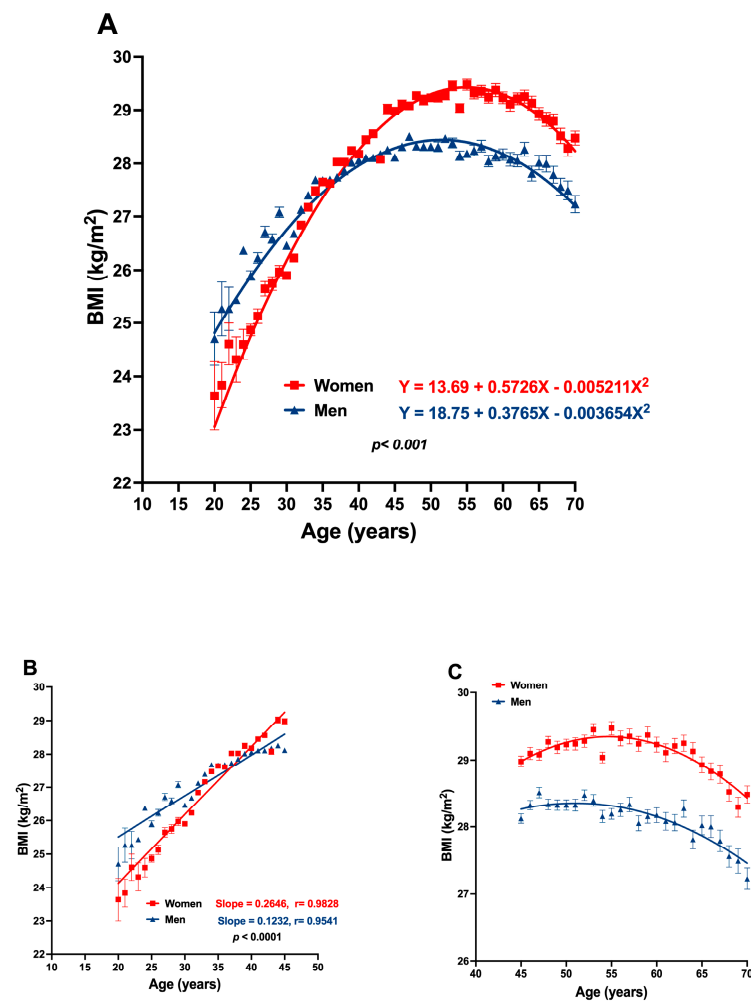 A
BMI (kg/m²)
30
29
28
27
26
25
24
23
22
Women Y = 13.69 + 0.5726X - 0.005211X²
Men Y = 18.75 + 0.3765X - 0.003654X²
p< 0.001
10 15 20 25 30 35 40 45 50 55 60 65 70
Age (years)
B
BMI (kg/m²)
30
29
28
27
26
25
24
23
22
Women Slope = 0.2646, r= 0.9828
Men Slope = 0.1232, r= 0.9541
p < 0.0001
10 15 20 25 30 35 40 45 50
Age (years)
C
Women
Men
BMI (kg/m²)
30
29
28
27
26
40 45 50 55 60 65 70
Age (years)